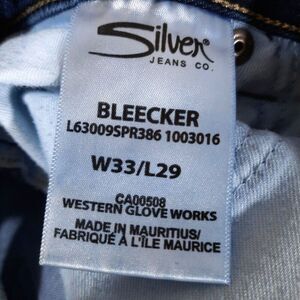 Silver
JEANS CO.
BLEECKER
L63009SPR386 1003016
W33/L29
CA00508
WESTERN GLOVE WORKS
MADE IN MAURITIUS/
FABRIQUÉ À L'ÎLE MAURICE